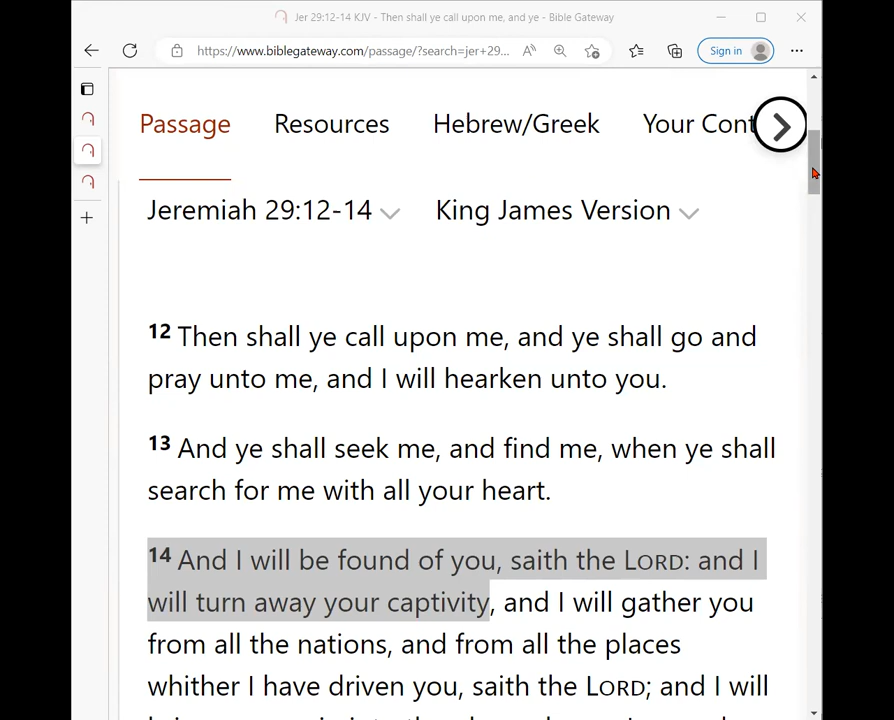 Jer 29:12-14 KJV - Then shall ye call upon me, and ye - Bible Gateway
https://www.biblegateway.com/passage/?search=jer+29...
Sign in
Passage Resources Hebrew/Greek Your Cont
Jeremiah 29:12-14 King James Version
12 Then shall ye call upon me, and ye shall go and
pray unto me, and I will hearken unto you.
13 And ye shall seek me, and find me, when ye shall
search for me with all your heart.
14 And I will be found of you, saith the LORD: and I
will turn away your captivity, and I will gather you
from all the nations, and from all the places
whither I have driven you, saith the LORD; and I will